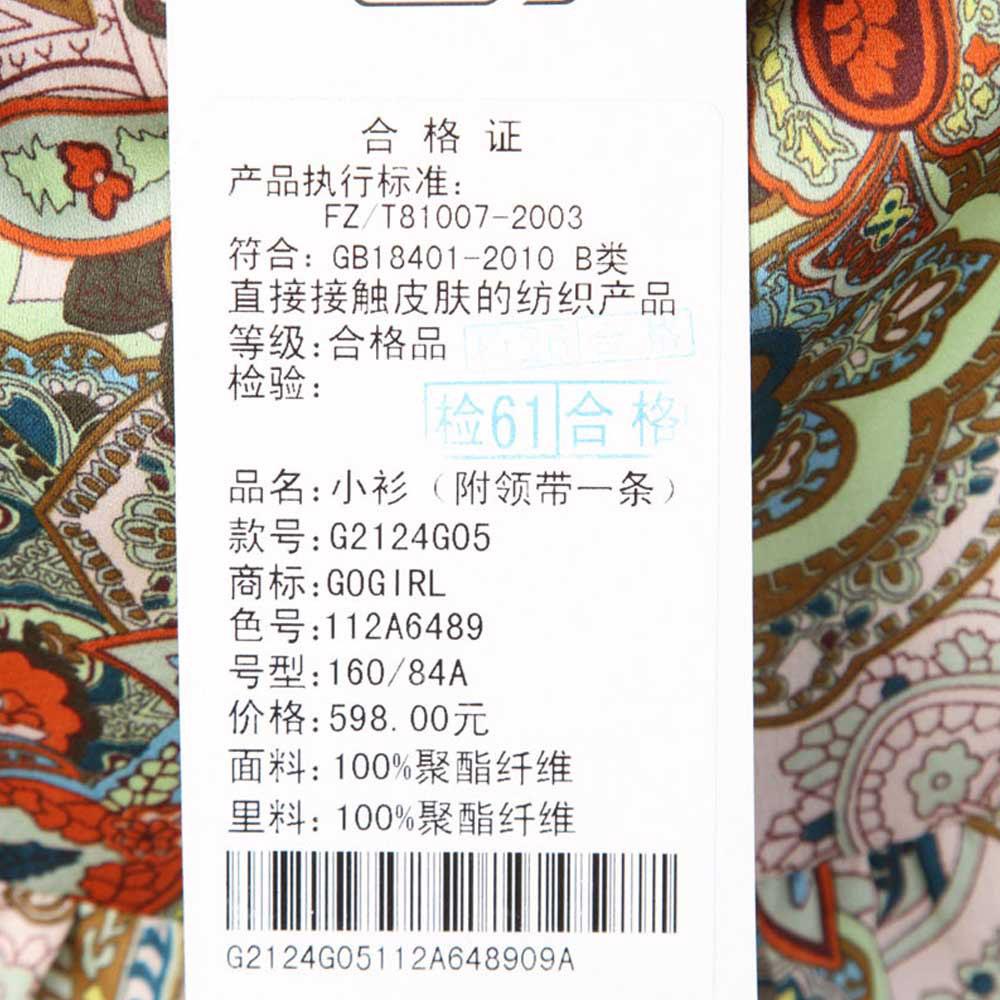 合格证
产品执行标准:
FZ/T81007-2003
符合: GB18401-2010 B类
直接接触皮肤的纺织产品
等级:合格品
检验:
检61 合格
品名:小衫（附领带一条）
款号:G2124G05
商标:GOGIRL
色号:112A6489
号型:160/84A
价格:598.00元
面料: 100%聚酯纤维
里料: 100%聚酯纤维
G2124G05112A648909A